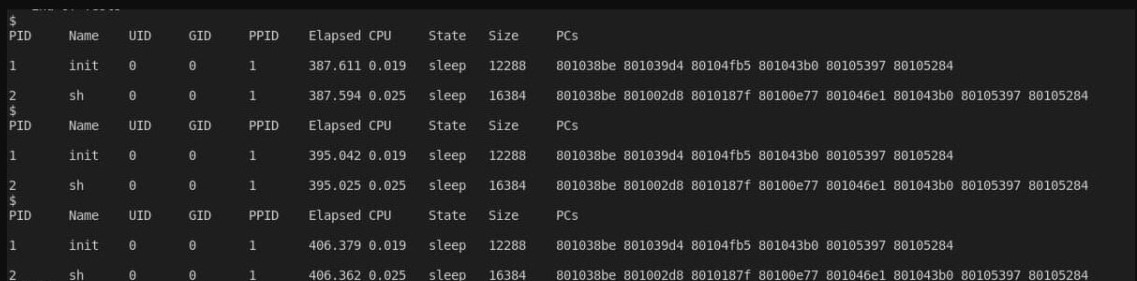 $
PID Name UID GID PPID Elapsed CPU State Size PCs
1 init 0 0 1 387.611 0.019 sleep 12288 801038be 801039d4 80104fb5 801043b0 80105397 80105284
2 sh 0 0 1 387.594 0.025 sleep 16384 801038be 801002d8 8010187f 80100e77 801046e1 801043b0 80105397 80105284
$
PID Name UID GID PPID Elapsed CPU State Size PCs
1 init 0 0 1 395.042 0.019 sleep 12288 801038be 801039d4 80104fb5 801043b0 80105397 80105284
2 sh 0 0 1 395.025 0.025 sleep 16384 801038be 801002d8 8010187f 80100e77 801046e1 801043b0 80105397 80105284
$
PID Name UID GID PPID Elapsed CPU State Size PCs
1 init 0 0 1 406.379 0.019 sleep 12288 801038be 801039d4 80104fb5 801043b0 80105397 80105284
2 sh 0 0 1 406.362 0.025 sleep 16384 801038be 801002d8 8010187f 80100e77 801046e1 801043b0 80105397 80105284